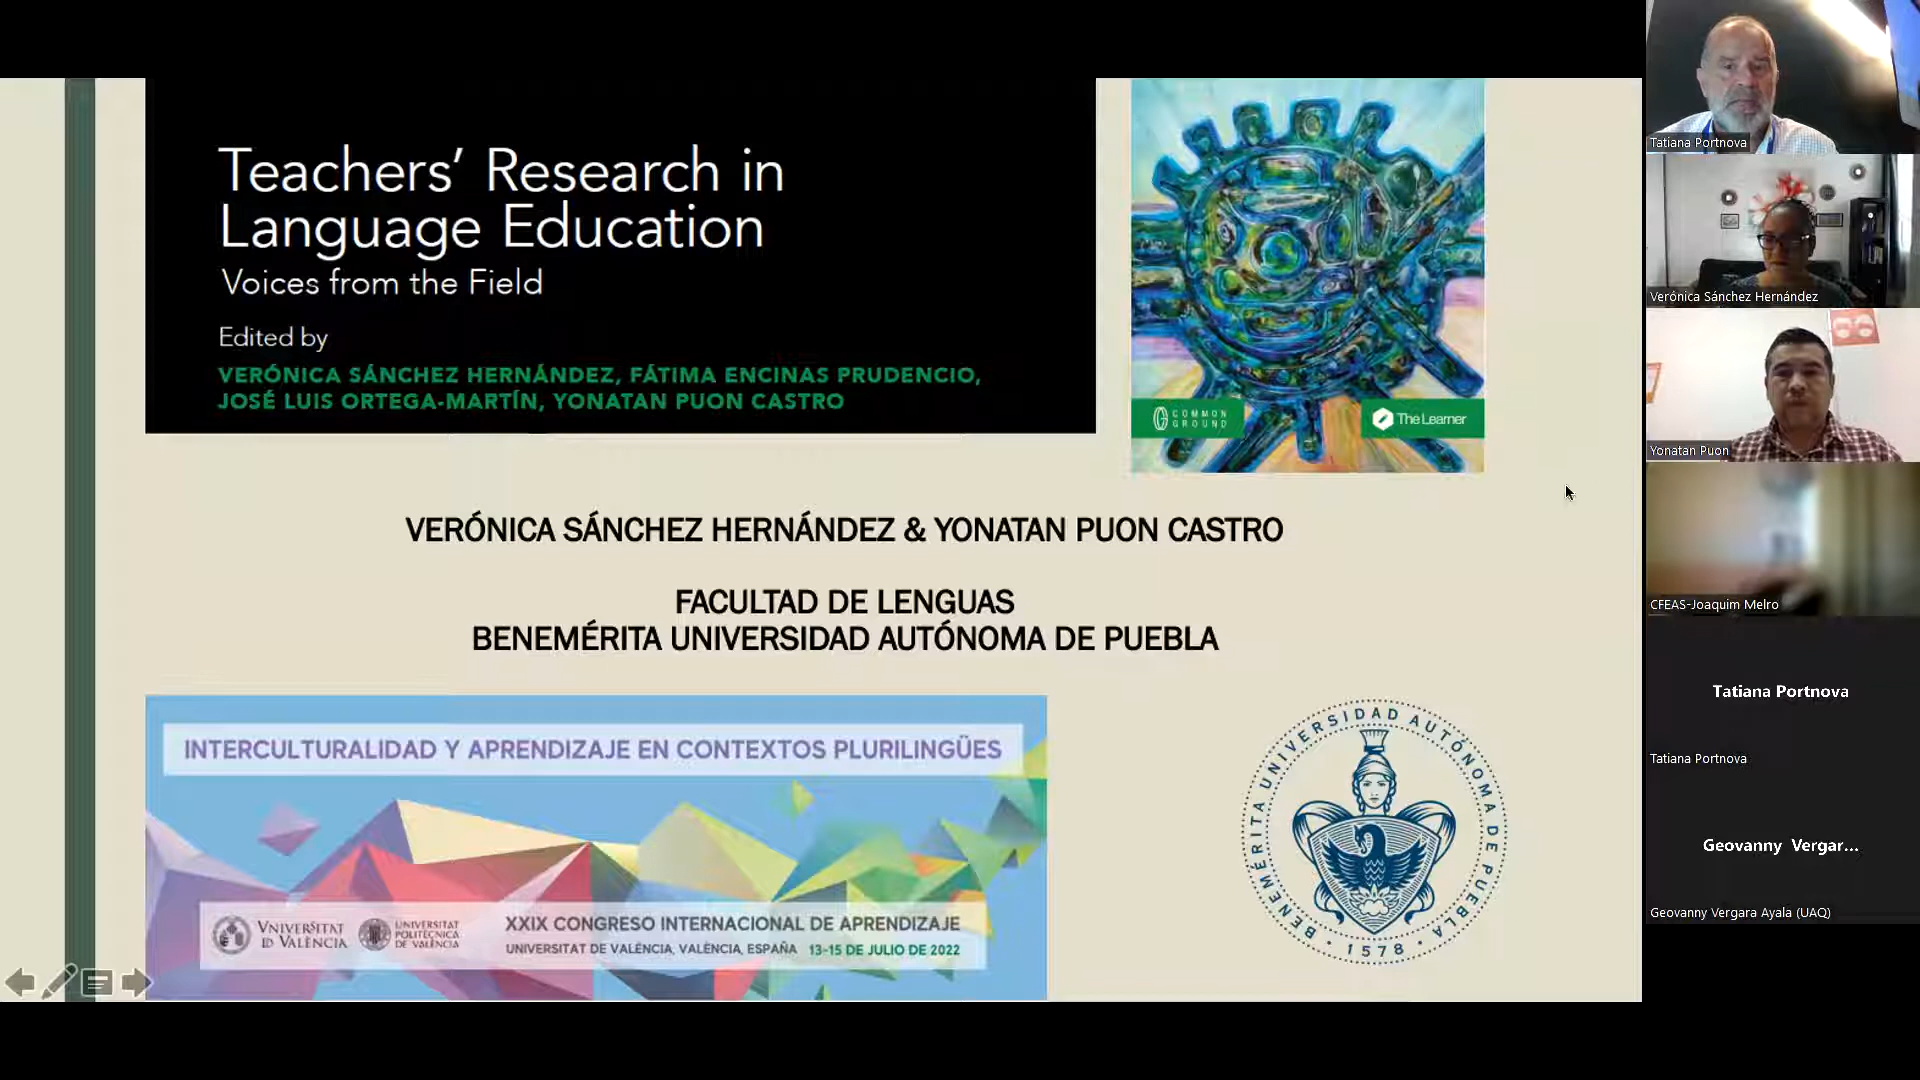 Teachers’ Research in
Language Education
Voices from the Field
Edited by
VERÓNICA SÁNCHEZ HERNÁNDEZ, FÁTIMA ENCINAS PRUDENCIO,
JOSÉ LUIS ORTEGA-MARTÍN, YONATAN PUON CASTRO
COMMON
GROUND
The Learner
VERÓNICA SÁNCHEZ HERNÁNDEZ & YONATAN PUON CASTRO
FACULTAD DE LENGUAS
BENEMÉRITA UNIVERSIDAD AUTÓNOMA DE PUEBLA
INTERCULTURALIDAD Y APRENDIZAJE EN CONTEXTOS PLURILINGÜES
VNIVERSITAT
ID VALÈNCIA
UNIVERSITAT
POLITÈCNICA
DE VALÈNCIA
XXIX CONGRESO INTERNACIONAL DE APRENDIZAJE
UNIVERSITAT DE VALÈNCIA, VALÈNCIA, ESPAÑA 13-15 DE JULIO DE 2022
BENEMÉRITA UNIVERSIDAD AUTÓNOMA DE PUEBLA
• 1578 •
Tatiana Portnova
Verónica Sánchez Hernández
Yonatan Puon
CFEAS-Joaquim Melro
Tatiana Portnova
Tatiana Portnova
Geovanny Vergar...
Geovanny Vergara Ayala (UAQ)